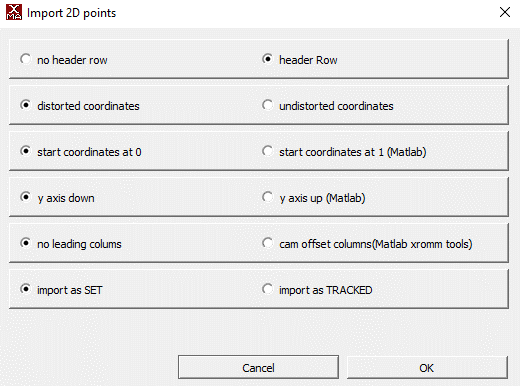 XMA
Import 2D points
no header row header Row
distorted coordinates undistorted coordinates
start coordinates at 0 start coordinates at 1 (Matlab)
y axis down y axis up (Matlab)
no leading colums cam offset columns(Matlab xromm tools)
import as SET import as TRACKED
Cancel OK